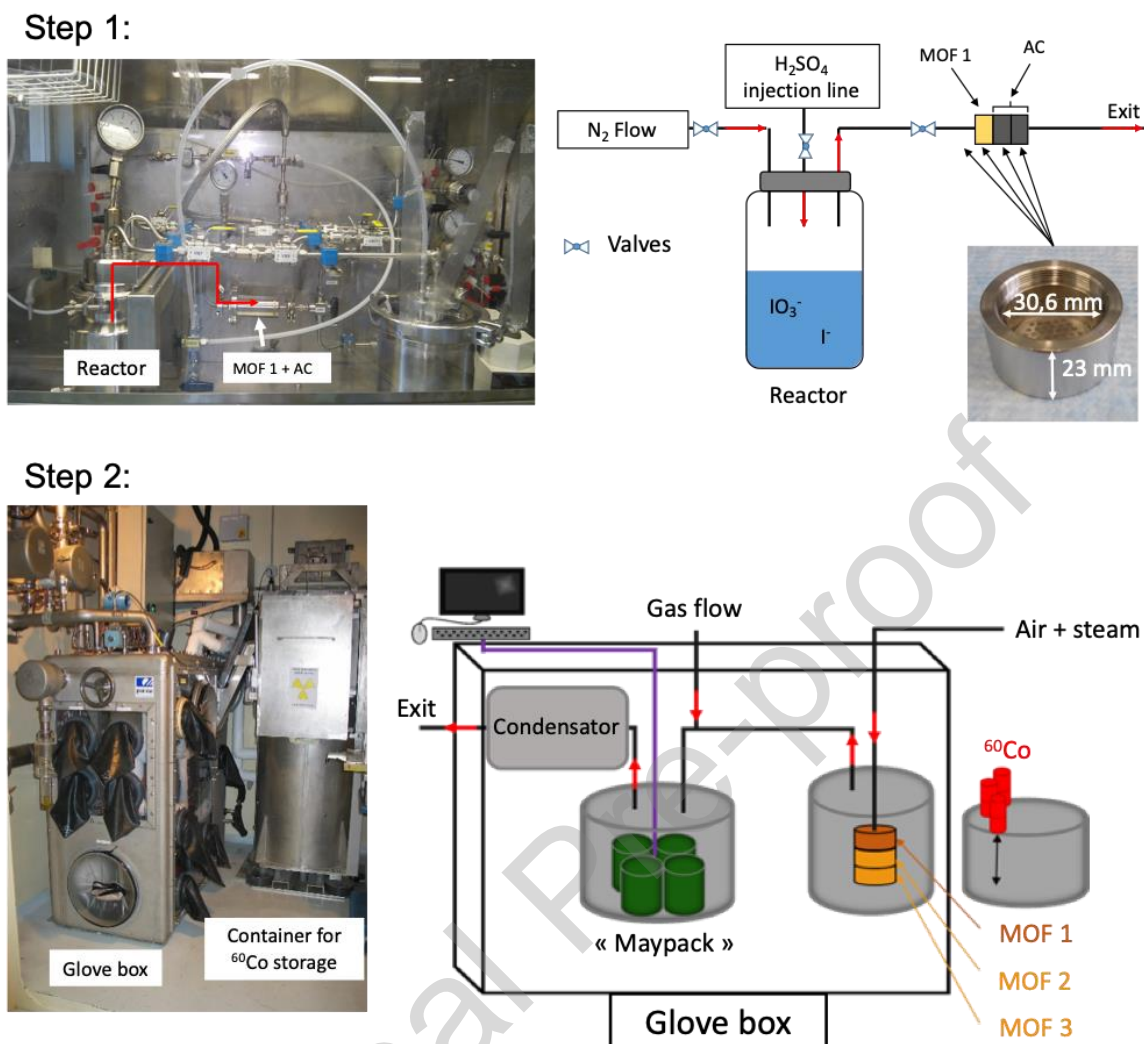 Step 1:
Reactor
MOF 1 + AC
N₂ Flow
H₂SO₄
injection line
MOF 1
AC
Exit
Valves
IO₃⁻
I⁻
Reactor
30,6 mm
23 mm
Step 2:
Glove box
Container for
⁶⁰Co storage
Gas flow
Air + steam
Exit
Condensator
⁶⁰Co
« Maypack »
MOF 1
MOF 2
MOF 3
Glove box
al Pre-proof